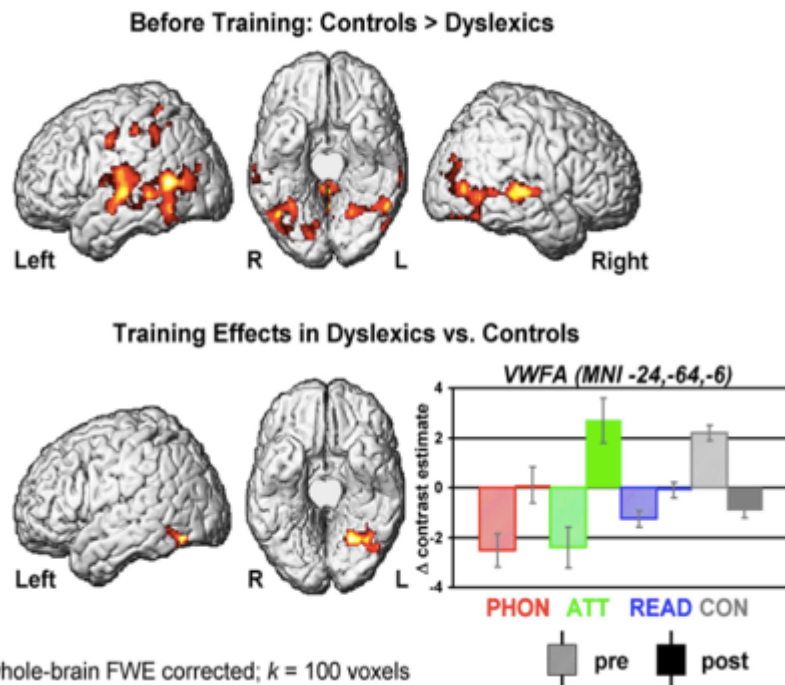 Before Training: Controls > Dyslexics
Left R L Right
Training Effects in Dyslexics vs. Controls
VWFA (MNI -24,-64,-6)
4
2
0
-2
-4
Δ contrast estimate
Left R L
PHON ATT READ CON
pre post
hole-brain FWE corrected; k = 100 voxels